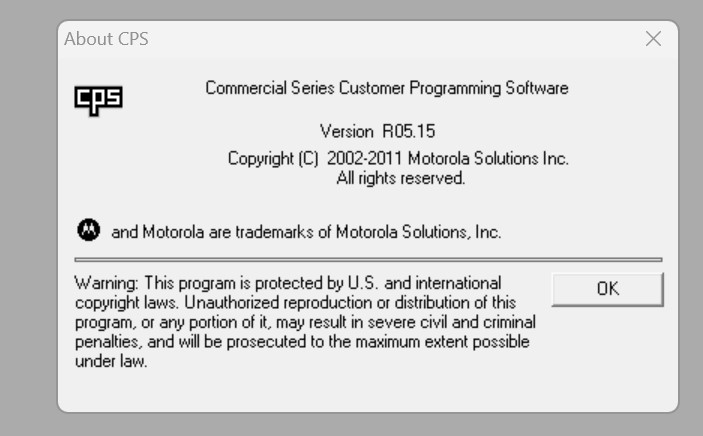 About CPS
cps
Commercial Series Customer Programming Software
Version R05.15
Copyright (C) 2002-2011 Motorola Solutions Inc.
All rights reserved.
and Motorola are trademarks of Motorola Solutions, Inc.
Warning: This program is protected by U.S. and international
copyright laws. Unauthorized reproduction or distribution of this
program, or any portion of it, may result in severe civil and criminal
penalties, and will be prosecuted to the maximum extent possible
under law.
OK